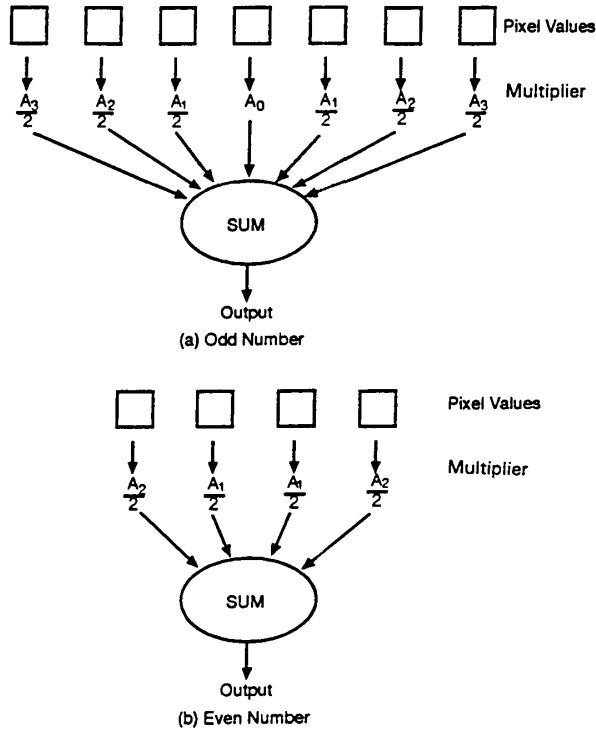 Pixel Values
A3/2 A2/2 A1/2 A0 A1/2 A2/2 A3/2 Multiplier
SUM
Output
(a) Odd Number
Pixel Values
A2/2 A1/2 A1/2 A2/2 Multiplier
SUM
Output
(b) Even Number